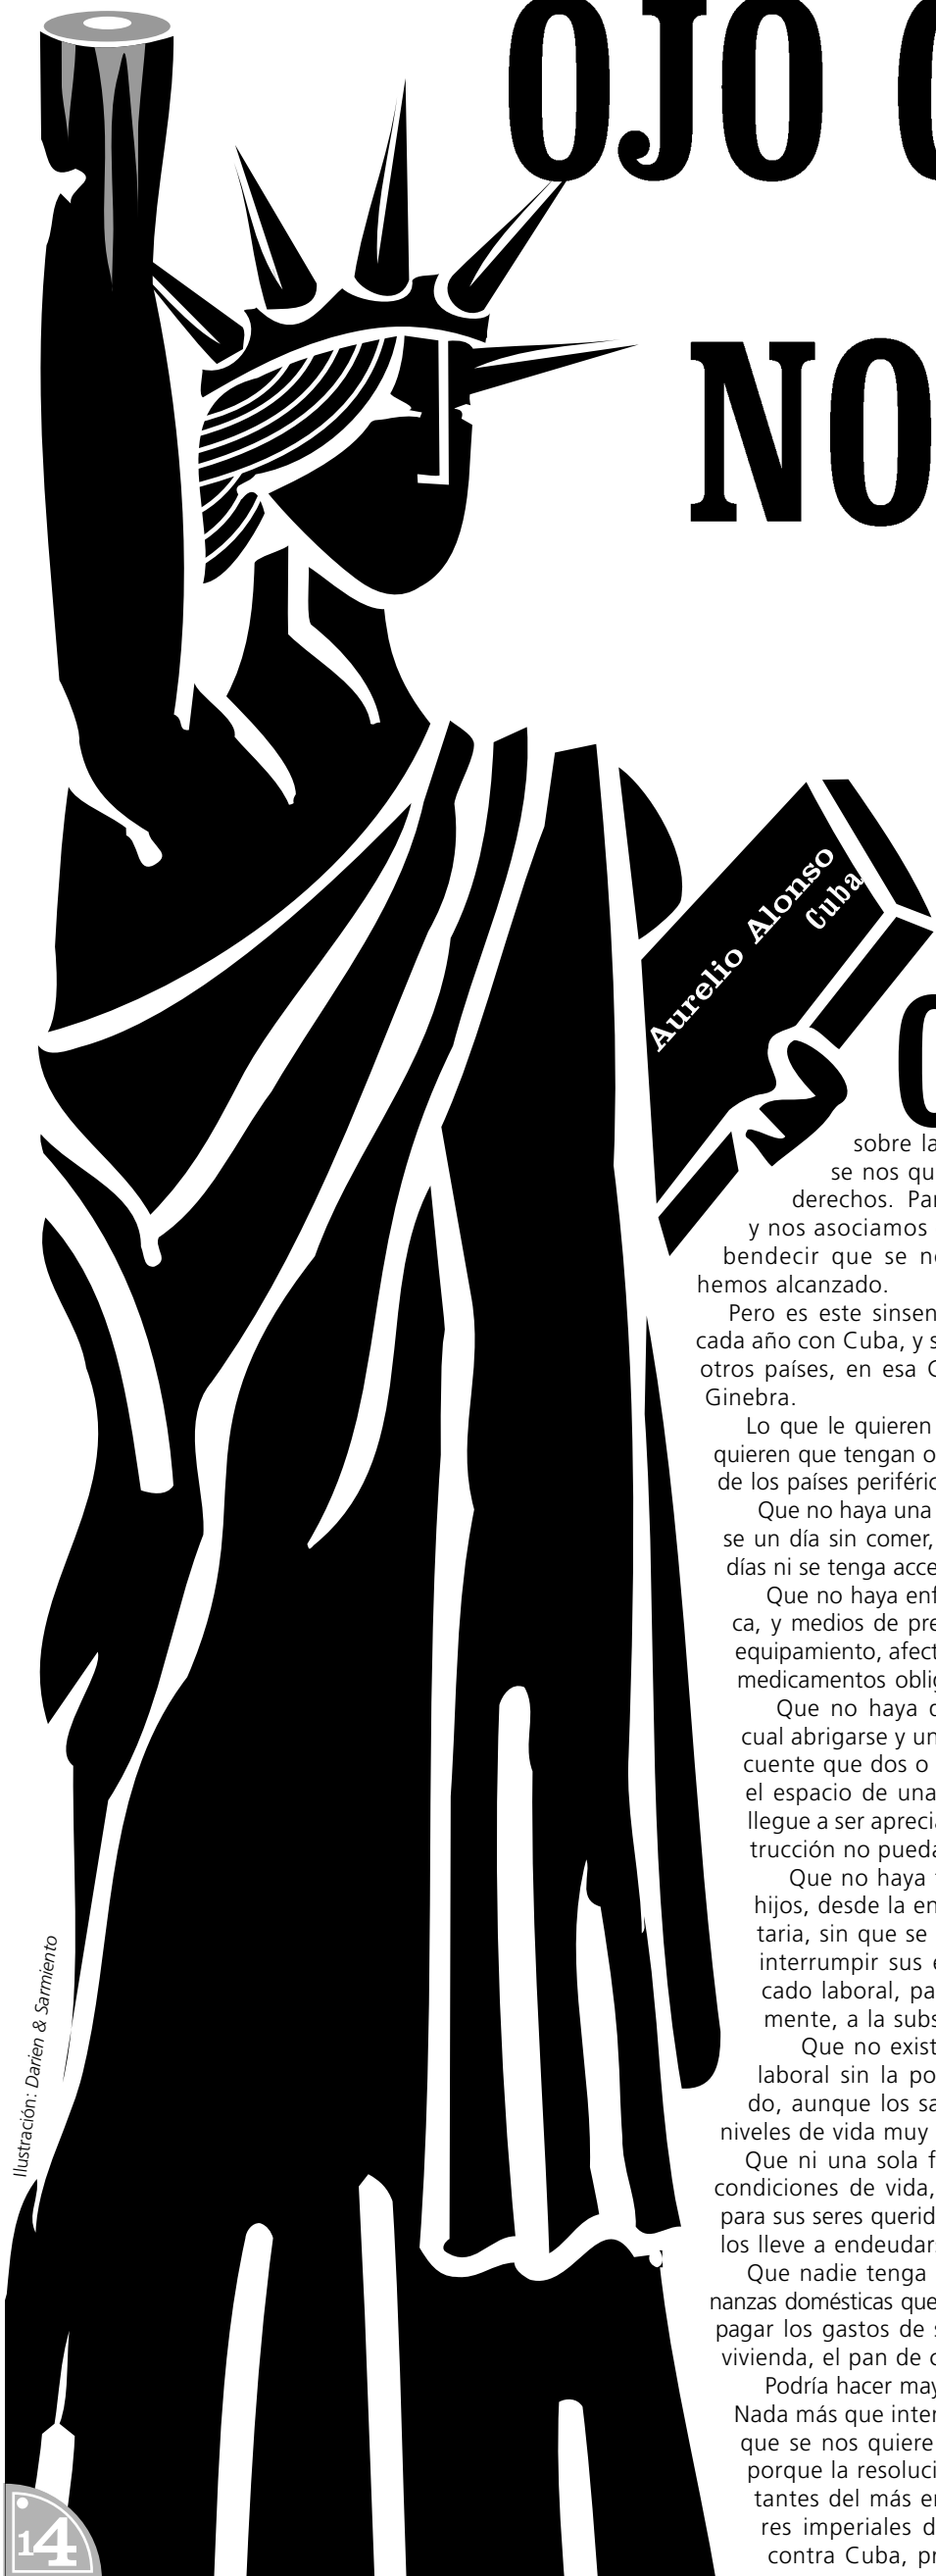 OJO
NO
Aurelio Alonso
Cuba
sobre la
se nos qu
derechos. Par
y nos asociamos
bendecir que se no
hemos alcanzado.
Pero es este sinsen
cada año con Cuba, y s
otros países, en esa C
Ginebra.
Lo que le quieren
quieren que tengan o
de los países periféric
Que no haya una
se un día sin comer,
días ni se tenga acce
Que no haya enf
ca, y medios de pre
equipamiento, afect
medicamentos oblig
Que no haya
cual abrigarse y un
cuente que dos o
el espacio de una
llegue a ser aprecia
trucción no pueda
Que no haya
hijos, desde la en
taria, sin que se
interrumpir sus e
cado laboral, pa
mente, a la subs
Que no exist
laboral sin la po
do, aunque los sa
niveles de vida muy
Que ni una sola f
condiciones de vida,
para sus seres querid
los lleve a endeudars
Que nadie tenga
nanzas domésticas que
pagar los gastos de s
vivienda, el pan de c
Podría hacer may
Nada más que inter
que se nos quiere
porque la resoluci
tantes del más en
res imperiales d
contra Cuba, pr
Ilustración: Darien & Sarmiento
14